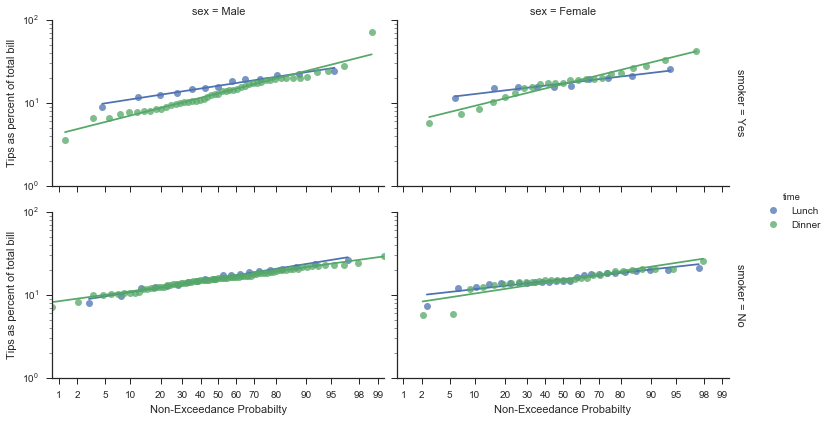 sex = Male
sex = Female
10²
10¹
10⁰
Tips as percent of total bill
smoker = Yes
time
Lunch
Dinner
10²
10¹
10⁰
Tips as percent of total bill
smoker = No
1 2 5 10 20 30 40 50 60 70 80 90 95 98 99
1 2 5 10 20 30 40 50 60 70 80 90 95 98 99
Non-Exceedance Probabilty
Non-Exceedance Probabilty